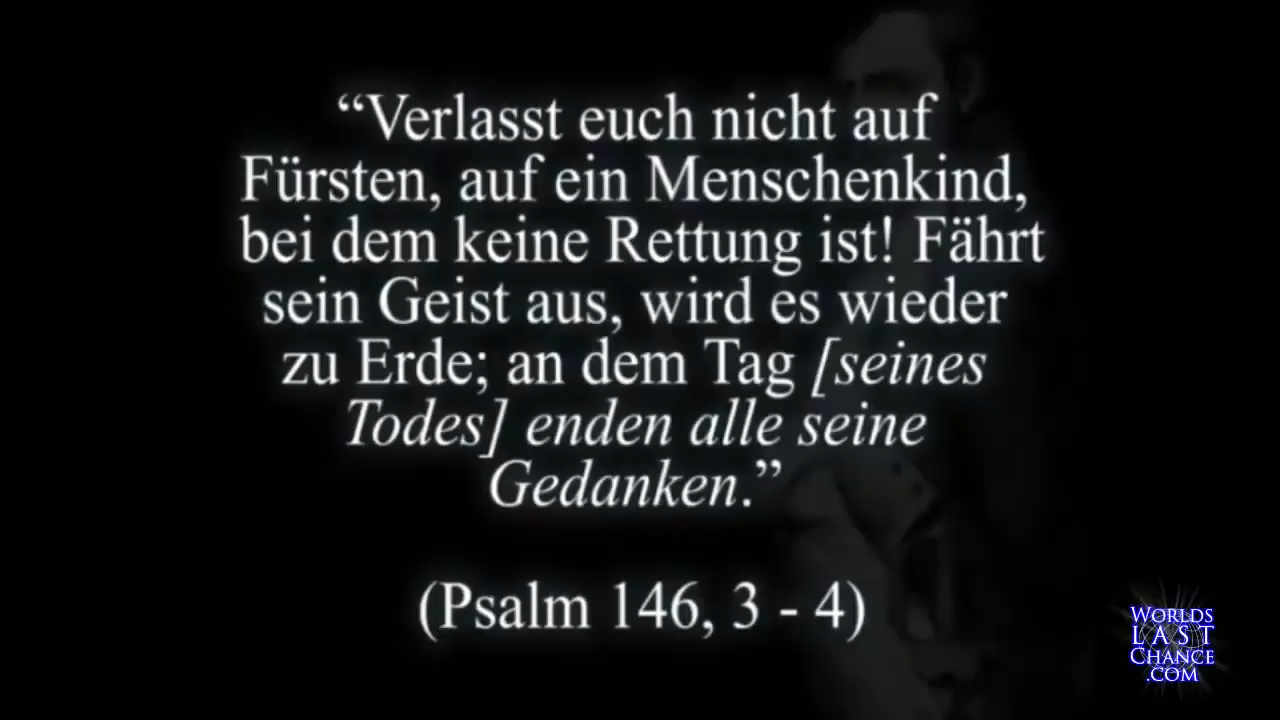 “Verlasst euch nicht auf
Fürsten, auf ein Menschenkind,
bei dem keine Rettung ist! Fährt
sein Geist aus, wird es wieder
zu Erde; an dem Tag [seines
Todes] enden alle seine
Gedanken.”
(Psalm 146, 3 - 4)
WORLDS
LAST
CHANCE
.COM